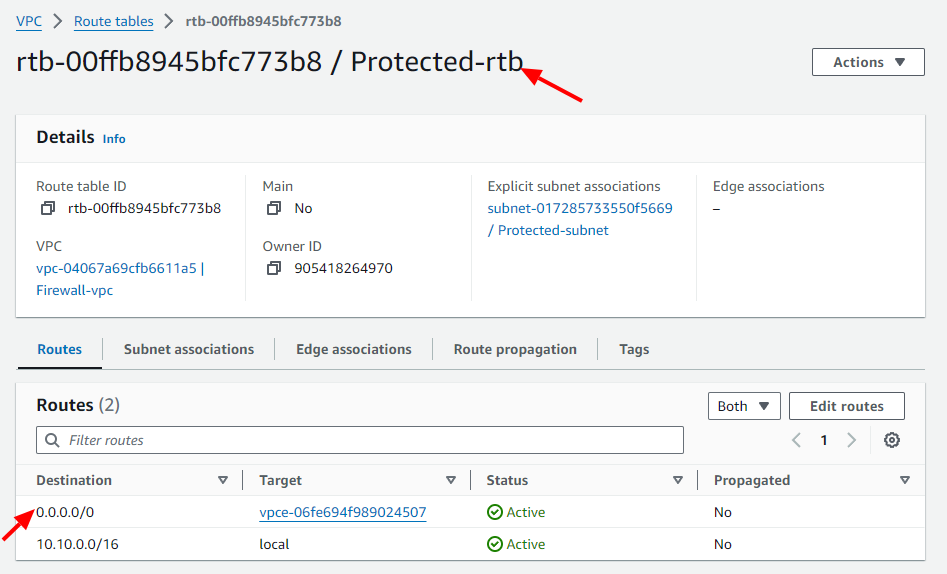 VPC > Route tables > rtb-00ffb8945bfc773b8
rtb-00ffb8945bfc773b8 / Protected-rtb
Actions
Details Info
Route table ID
rtb-00ffb8945bfc773b8
Main
No
Explicit subnet associations
subnet-017285733550f5669
/ Protected-subnet
Edge associations
–
VPC
vpc-04067a69cfb6611a5 |
Firewall-vpc
Owner ID
905418264970
Routes Subnet associations Edge associations Route propagation Tags
Routes (2)
Both
Edit routes
Filter routes
1
Destination Target Status Propagated
0.0.0.0/0 vpce-06fe694f989024507 Active No
10.10.0.0/16 local Active No